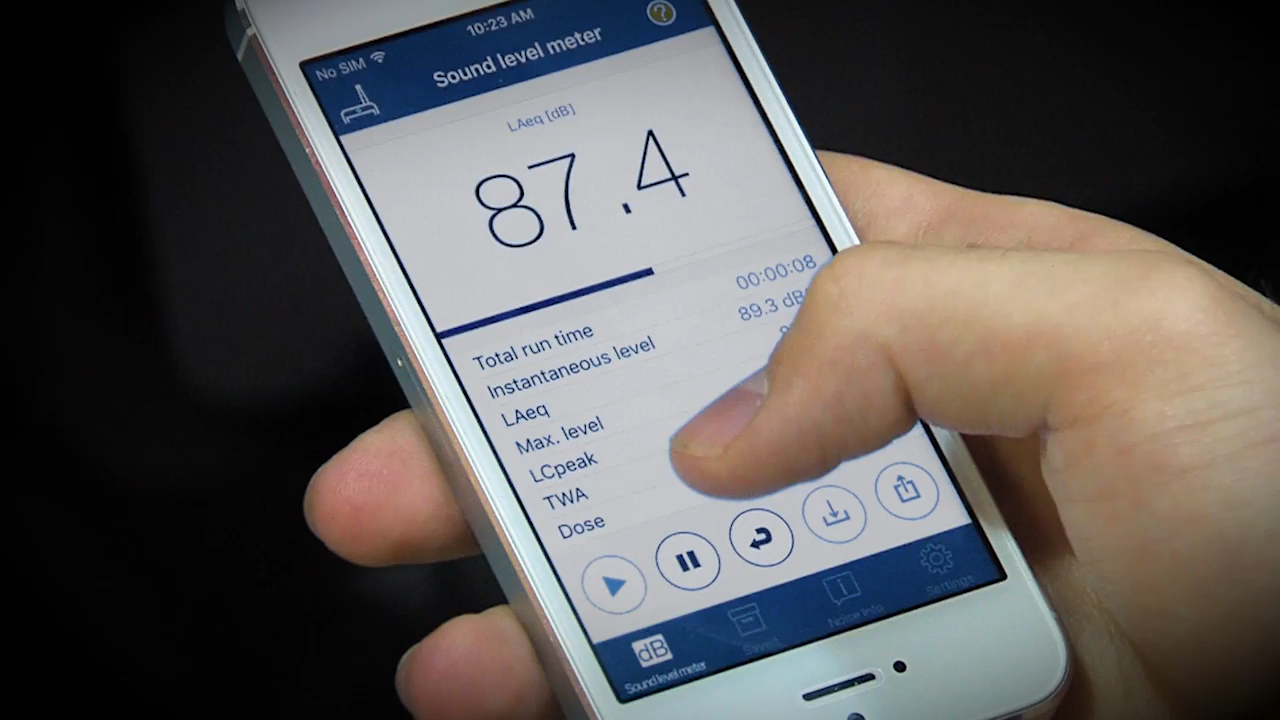 No SIM 10:23 AM
Sound level meter
?
LAeq [dB]
87.4
Total run time 00:00:08
Instantaneous level 89.3 dB
LAeq
Max. level
LCpeak
TWA
Dose
dB
Sound level meter Saved Noise Info Settings